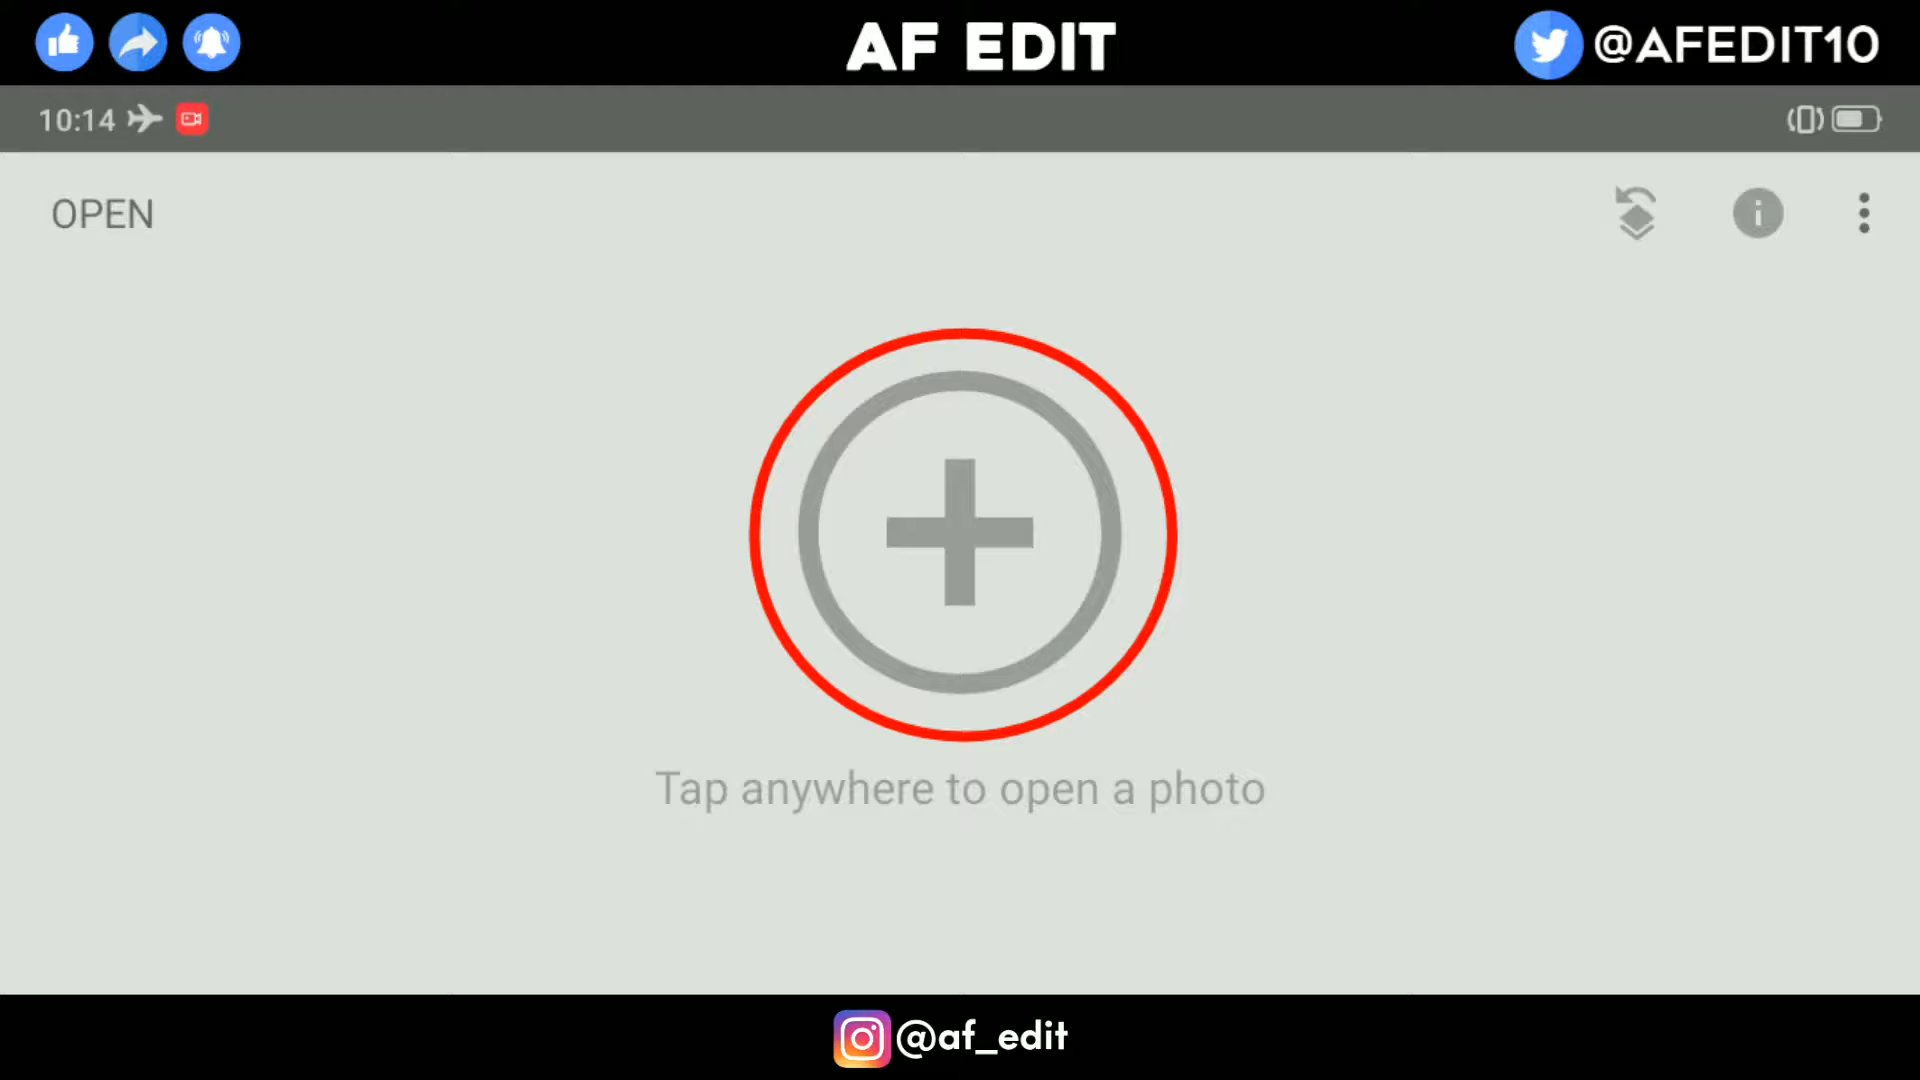 AF EDIT
@AFEDIT10
10:14
OPEN
Tap anywhere to open a photo
@af_edit